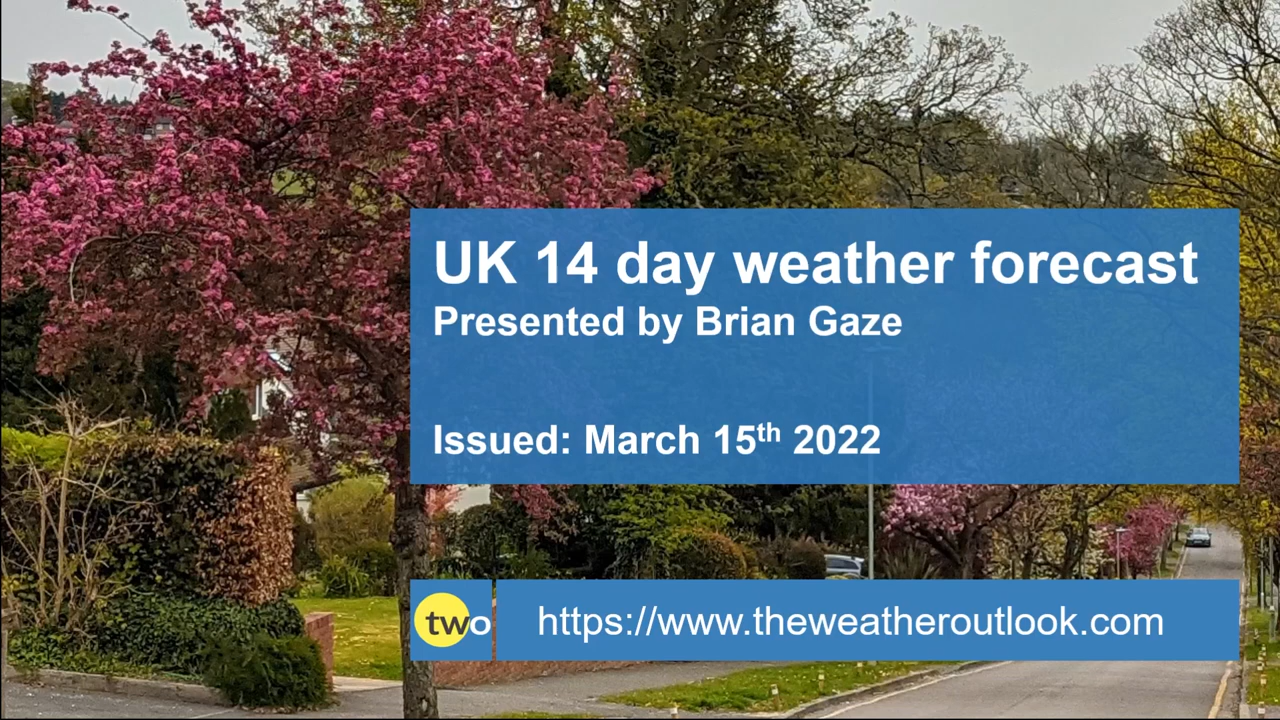 UK 14 day weather forecast
Presented by Brian Gaze
Issued: March 15th 2022
two
https://www.theweatheroutlook.com